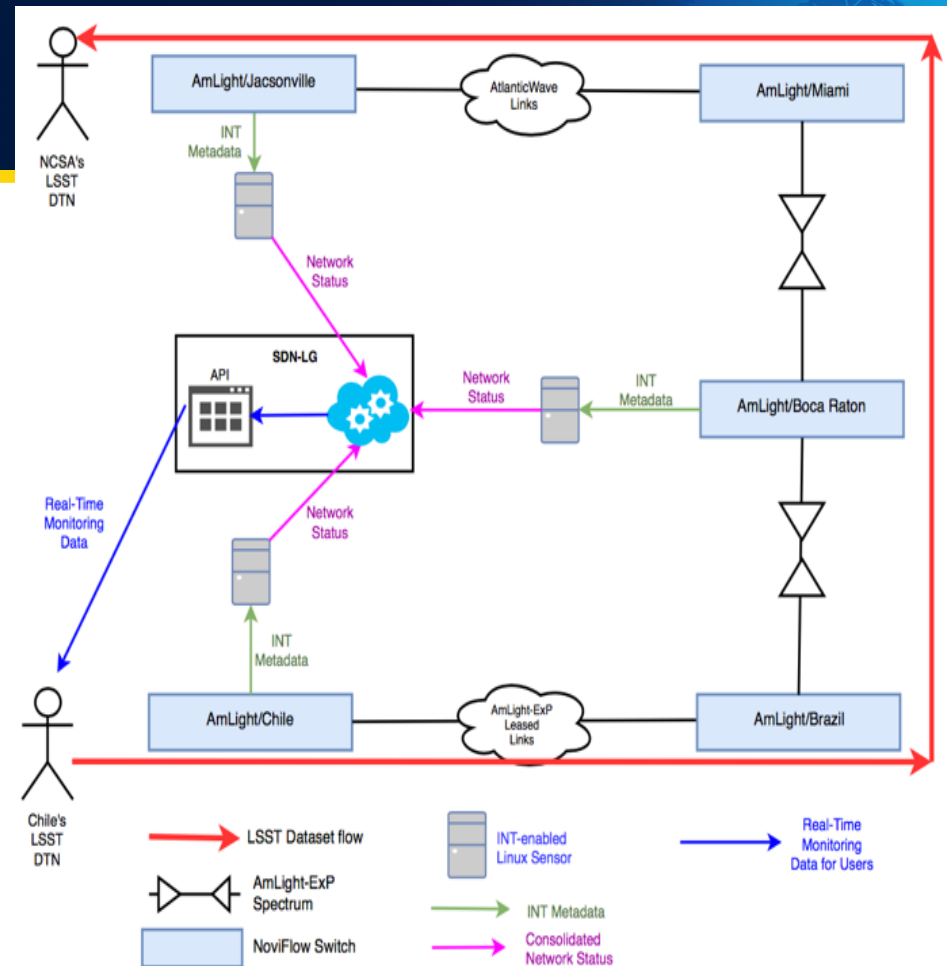 AmLight/Jacsonville
AtlanticWave
Links
AmLight/Miami
INT
Metadata
NCSA's
LSST
DTN
Network
Status
SDN-LG
API
Network
Status
INT
Metadata
AmLight/Boca Raton
Real-Time
Monitoring
Data
Network
Status
INT
Metadata
AmLight/Chile
AmLight-ExP
Leased
Links
AmLight/Brazil
Chile's
LSST
DTN
LSST Dataset flow
INT-enabled
Linux Sensor
Real-Time
Monitoring
Data for Users
AmLight-ExP
Spectrum
INT Metadata
NoviFlow Switch
Consolidated
Network Status